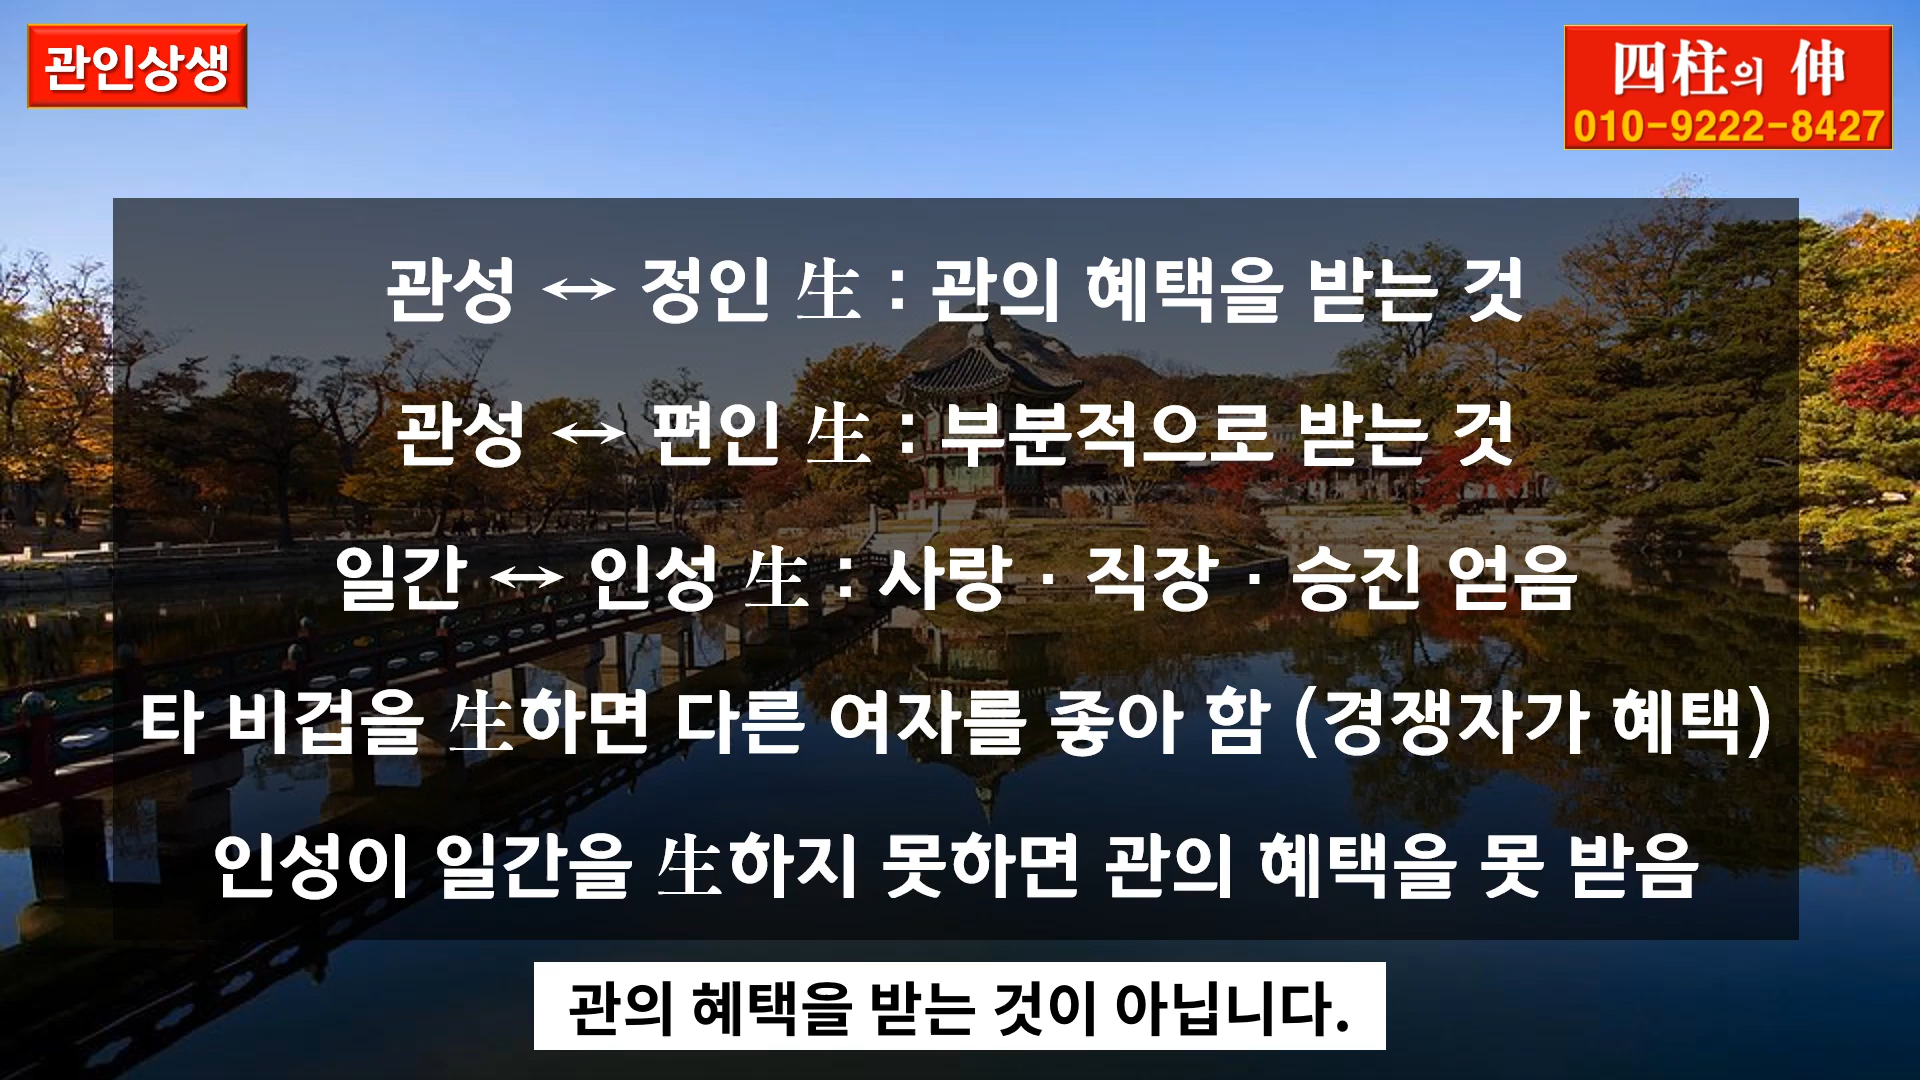 관인상생
四柱의 伸
010-9222-8427
관성 ↔ 정인 生 : 관의 혜택을 받는 것
관성 ↔ 편인 生 : 부분적으로 받는 것
일간 ↔ 인성 生 : 사랑 · 직장 · 승진 얻음
타 비겁을 生하면 다른 여자를 좋아 함 (경쟁자가 혜택)
인성이 일간을 生하지 못하면 관의 혜택을 못 받음
관의 혜택을 받는 것이 아닙니다.